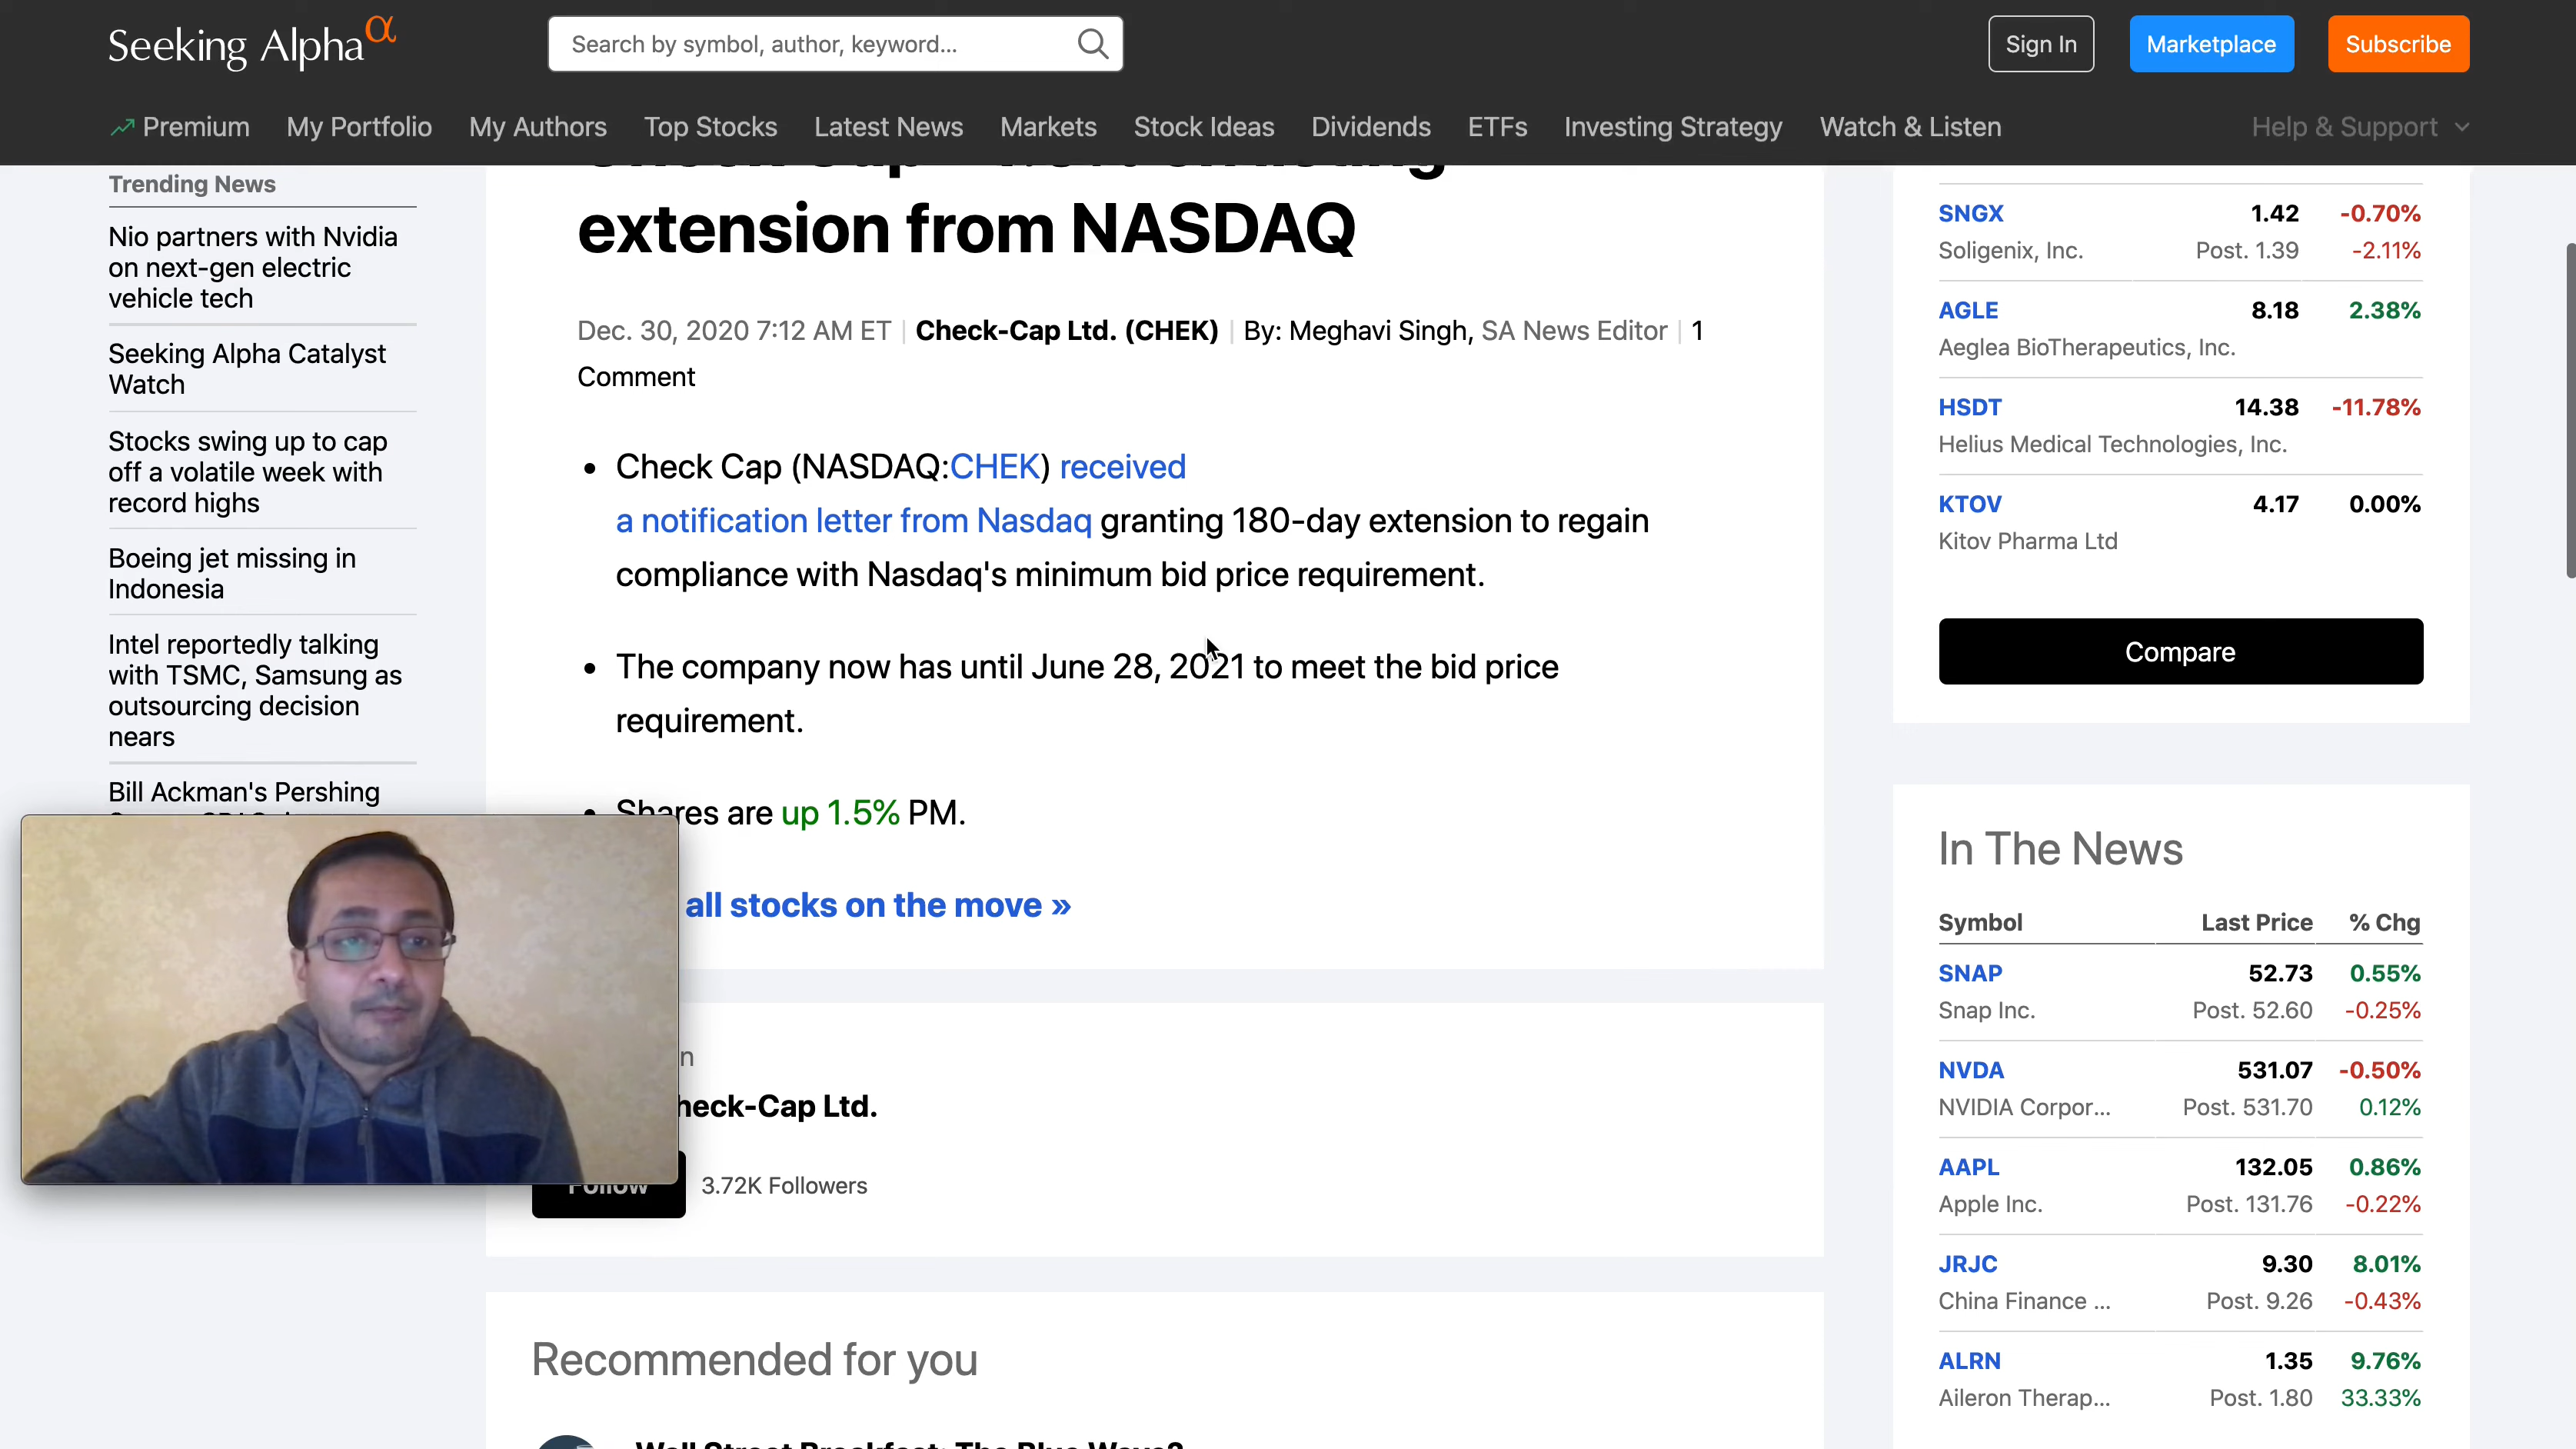 Seeking Alpha α
Search by symbol, author, keyword...
Sign In
Marketplace
Subscribe
Premium
My Portfolio
My Authors
Top Stocks
Latest News
Markets
Stock Ideas
Dividends
ETFs
Investing Strategy
Watch & Listen
Help & Support
Trending News
Nio partners with Nvidia
on next-gen electric
vehicle tech
Seeking Alpha Catalyst
Watch
Stocks swing up to cap
off a volatile week with
record highs
Boeing jet missing in
Indonesia
Intel reportedly talking
with TSMC, Samsung as
outsourcing decision
nears
Bill Ackman's Pershing
extension from NASDAQ
Dec. 30, 2020 7:12 AM ET | Check-Cap Ltd. (CHEK) | By: Meghavi Singh, SA News Editor | 1
Comment
• Check Cap (NASDAQ:CHEK) received
a notification letter from Nasdaq granting 180-day extension to regain
compliance with Nasdaq's minimum bid price requirement.
• The company now has until June 28, 2021 to meet the bid price
requirement.
• Shares are up 1.5% PM.
all stocks on the move »
n
heck-Cap Ltd.
Follow
3.72K Followers
Recommended for you
Wall Street Breakfast: The Blue Wave?
SNGX 1.42 -0.70%
Soligenix, Inc. Post. 1.39 -2.11%
AGLE 8.18 2.38%
Aeglea BioTherapeutics, Inc.
HSDT 14.38 -11.78%
Helius Medical Technologies, Inc.
KTOV 4.17 0.00%
Kitov Pharma Ltd
Compare
In The News
Symbol Last Price % Chg
SNAP 52.73 0.55%
Snap Inc. Post. 52.60 -0.25%
NVDA 531.07 -0.50%
NVIDIA Corpor... Post. 531.70 0.12%
AAPL 132.05 0.86%
Apple Inc. Post. 131.76 -0.22%
JRJC 9.30 8.01%
China Finance ... Post. 9.26 -0.43%
ALRN 1.35 9.76%
Aileron Therap... Post. 1.80 33.33%